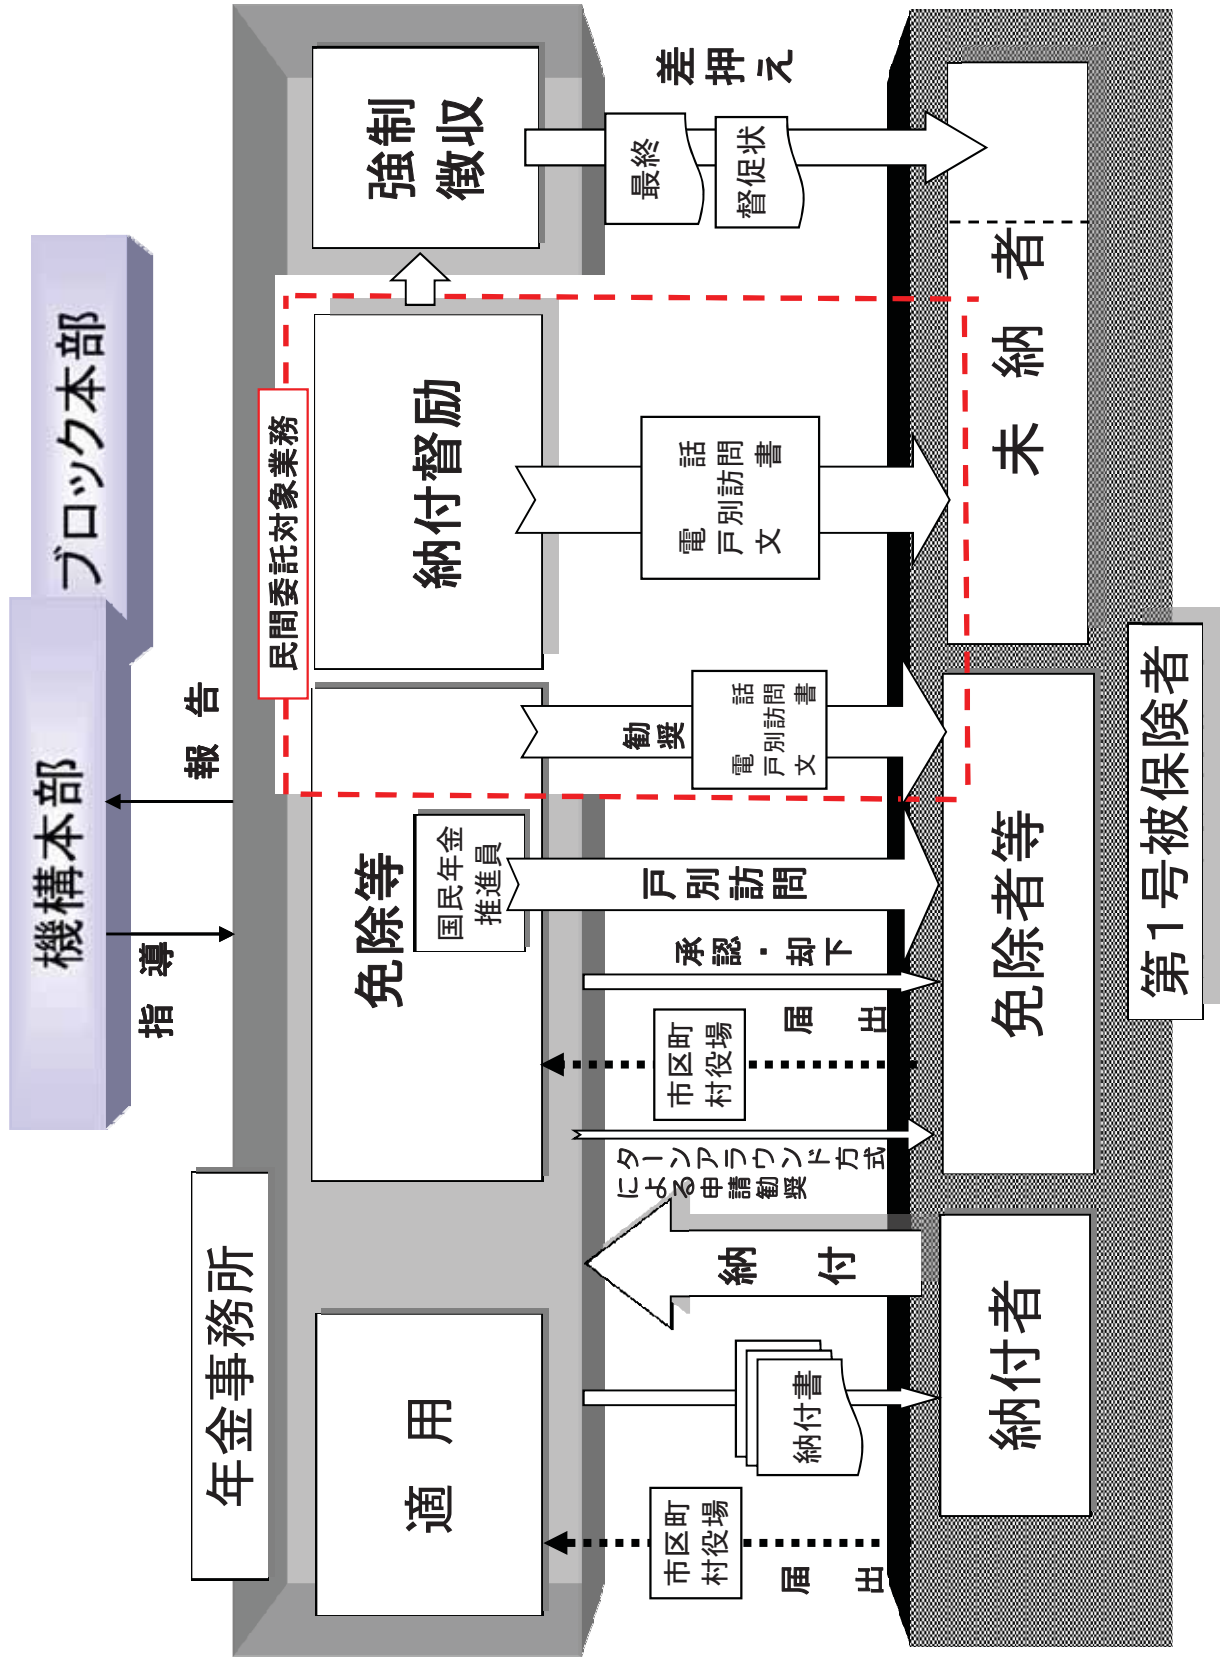 機構本部
ブロック本部
指導
報告
年金事務所
民間委託対象業務
適用
免除等
国民年金
推進員
納付督励
強制
徴収
市区町
村役場
届出
納付書
納付
ターンアラウンド方式
による申請勧奨
市区町
村役場
届出
承認・却下
戸別訪問
勧奨
電話
戸別訪問
文書
電話
戸別訪問
文書
最終
督促状
差押え
納付者
免除者等
未納者
第1号被保険者